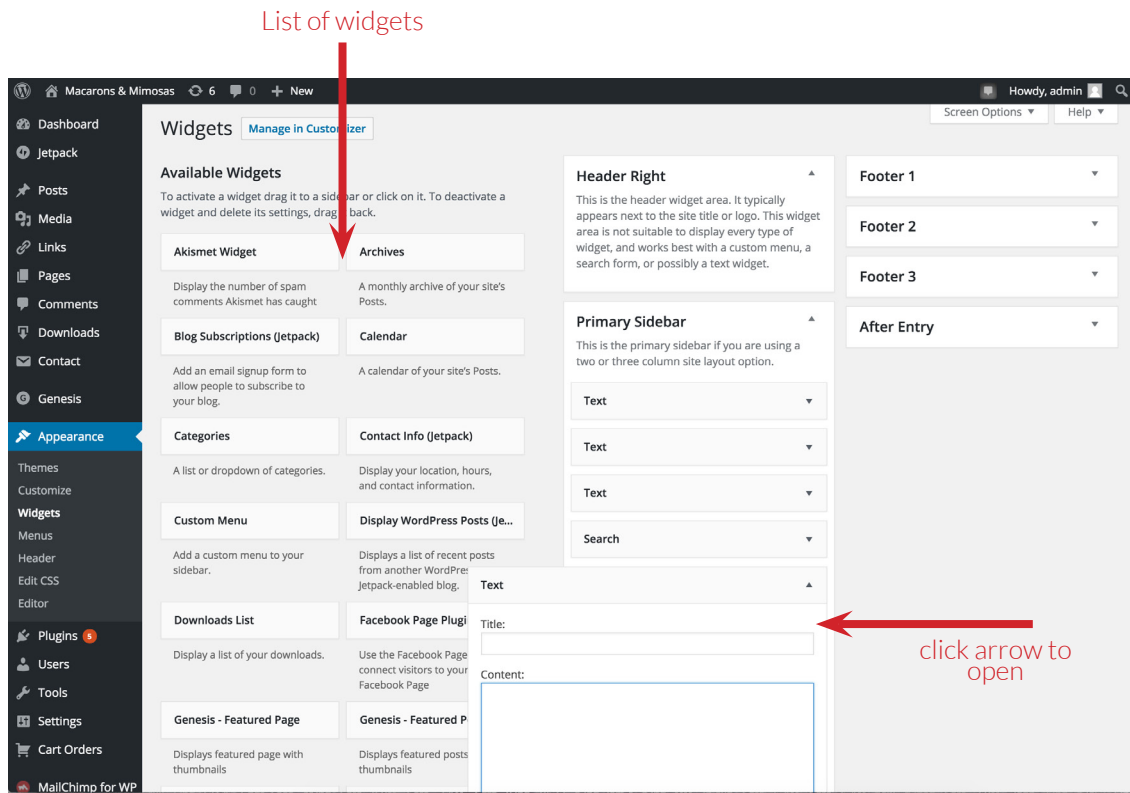 List of widgets
Macarons & Mimosas 6 0 + New
Howdy, admin
Dashboard
Jetpack
Posts
Media
Links
Pages
Comments
Downloads
Contact
Genesis
Appearance
Themes
Customize
Widgets
Menus
Header
Edit CSS
Editor
Plugins 5
Users
Tools
Settings
Cart Orders
MailChimp for WP
Screen Options
Help
Widgets
Manage in Customizer
Available Widgets
To activate a widget drag it to a sidebar or click on it. To deactivate a
widget and delete its settings, drag back.
Akismet Widget
Display the number of spam
comments Akismet has caught
Archives
A monthly archive of your site's
Posts.
Blog Subscriptions (Jetpack)
Add an email signup form to
allow people to subscribe to
your blog.
Calendar
A calendar of your site's Posts.
Categories
A list or dropdown of categories.
Contact Info (Jetpack)
Display your location, hours,
and contact information.
Custom Menu
Add a custom menu to your
sidebar.
Display WordPress Posts (Je...
Displays a list of recent posts
from another WordPre
Jetpack-enabled blog.
Downloads List
Display a list of your downloads.
Facebook Page Plugi
Use the Facebook Page
connect visitors to your
Facebook Page
Genesis - Featured Page
Displays featured page with
thumbnails
Genesis - Featured P
Displays featured posts
thumbnails
Header Right
This is the header widget area. It typically
appears next to the site title or logo. This widget
area is not suitable to display every type of
widget, and works best with a custom menu, a
search form, or possibly a text widget.
Primary Sidebar
This is the primary sidebar if you are using a
two or three column site layout option.
Text
Text
Text
Search
Text
Title:
Content:
Footer 1
Footer 2
Footer 3
After Entry
click arrow to
open